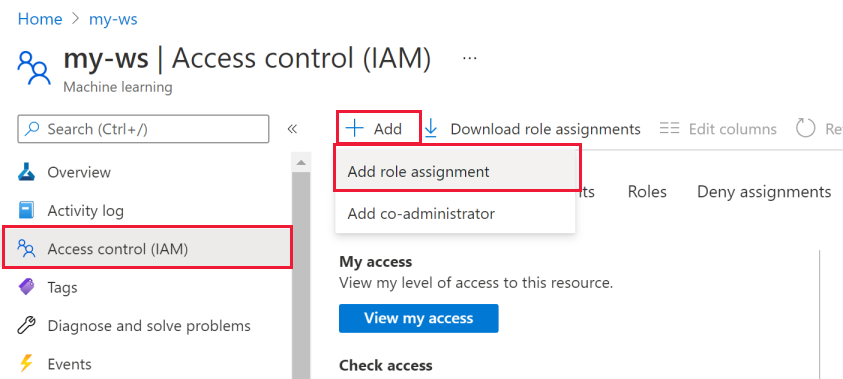 Home > my-ws
my-ws | Access control (IAM) ...
Machine learning
Search (Ctrl+/)
Overview
Activity log
Access control (IAM)
Tags
Diagnose and solve problems
Events
Add
Download role assignments
Edit columns
Add role assignment
Add co-administrator
Roles
Deny assignments
My access
View my level of access to this resource.
View my access
Check access